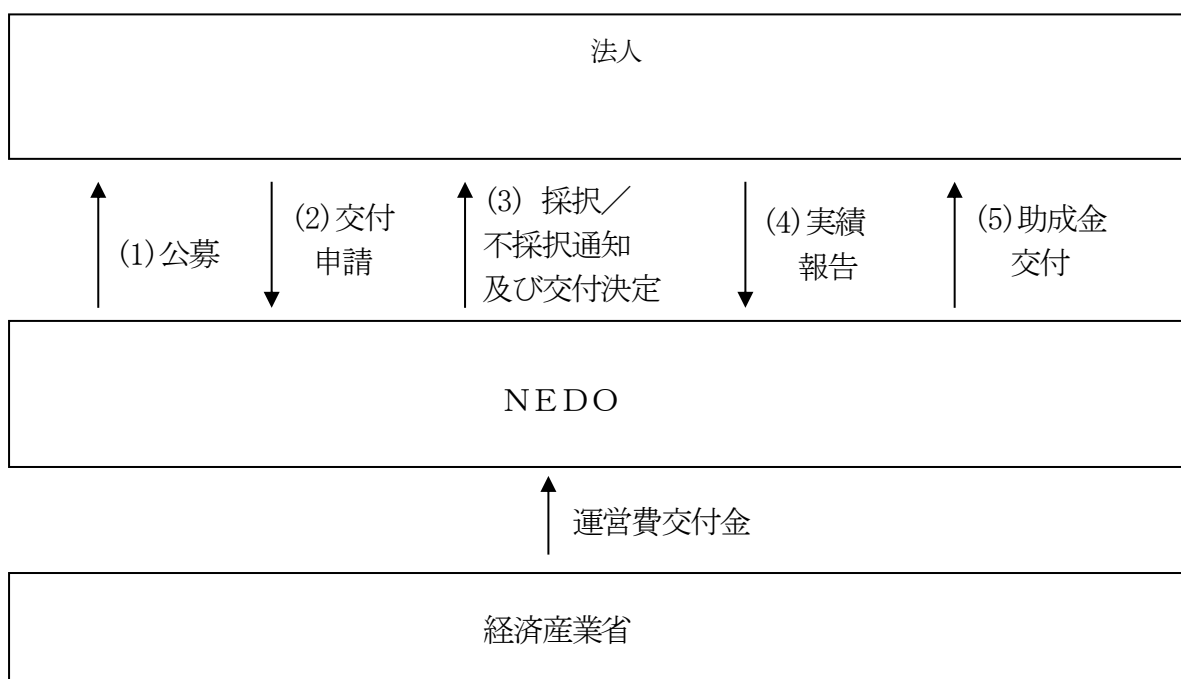 法人
(1)公募
(2)交付
申請
(3) 採択／
不採択通知
及び交付決定
(4)実績
報告
(5)助成金
交付
ＮＥＤＯ
運営費交付金
経済産業省